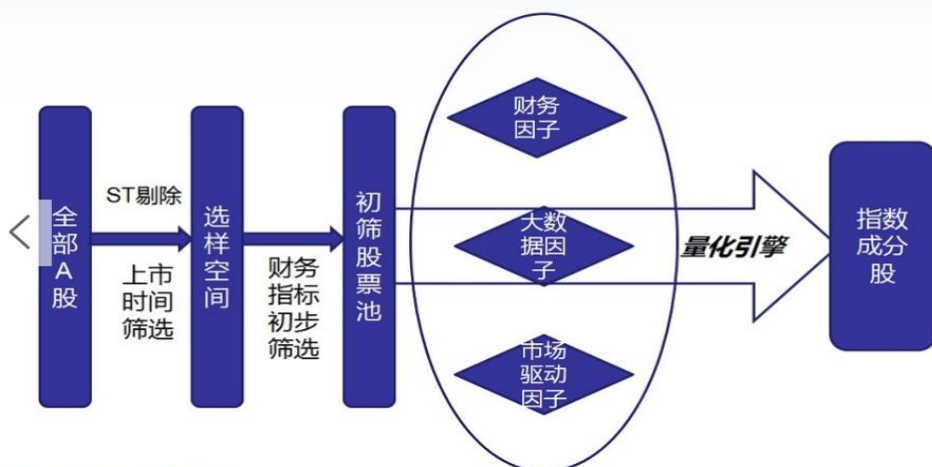 全
部
A
股
ST剔除
上市
时间
筛选
选
样
空
间
财务
指标
初步
筛选
初
筛
股
票
池
财务
因子
大数
据因
子
市场
驱动
因子
量化引擎
指数
成分
股